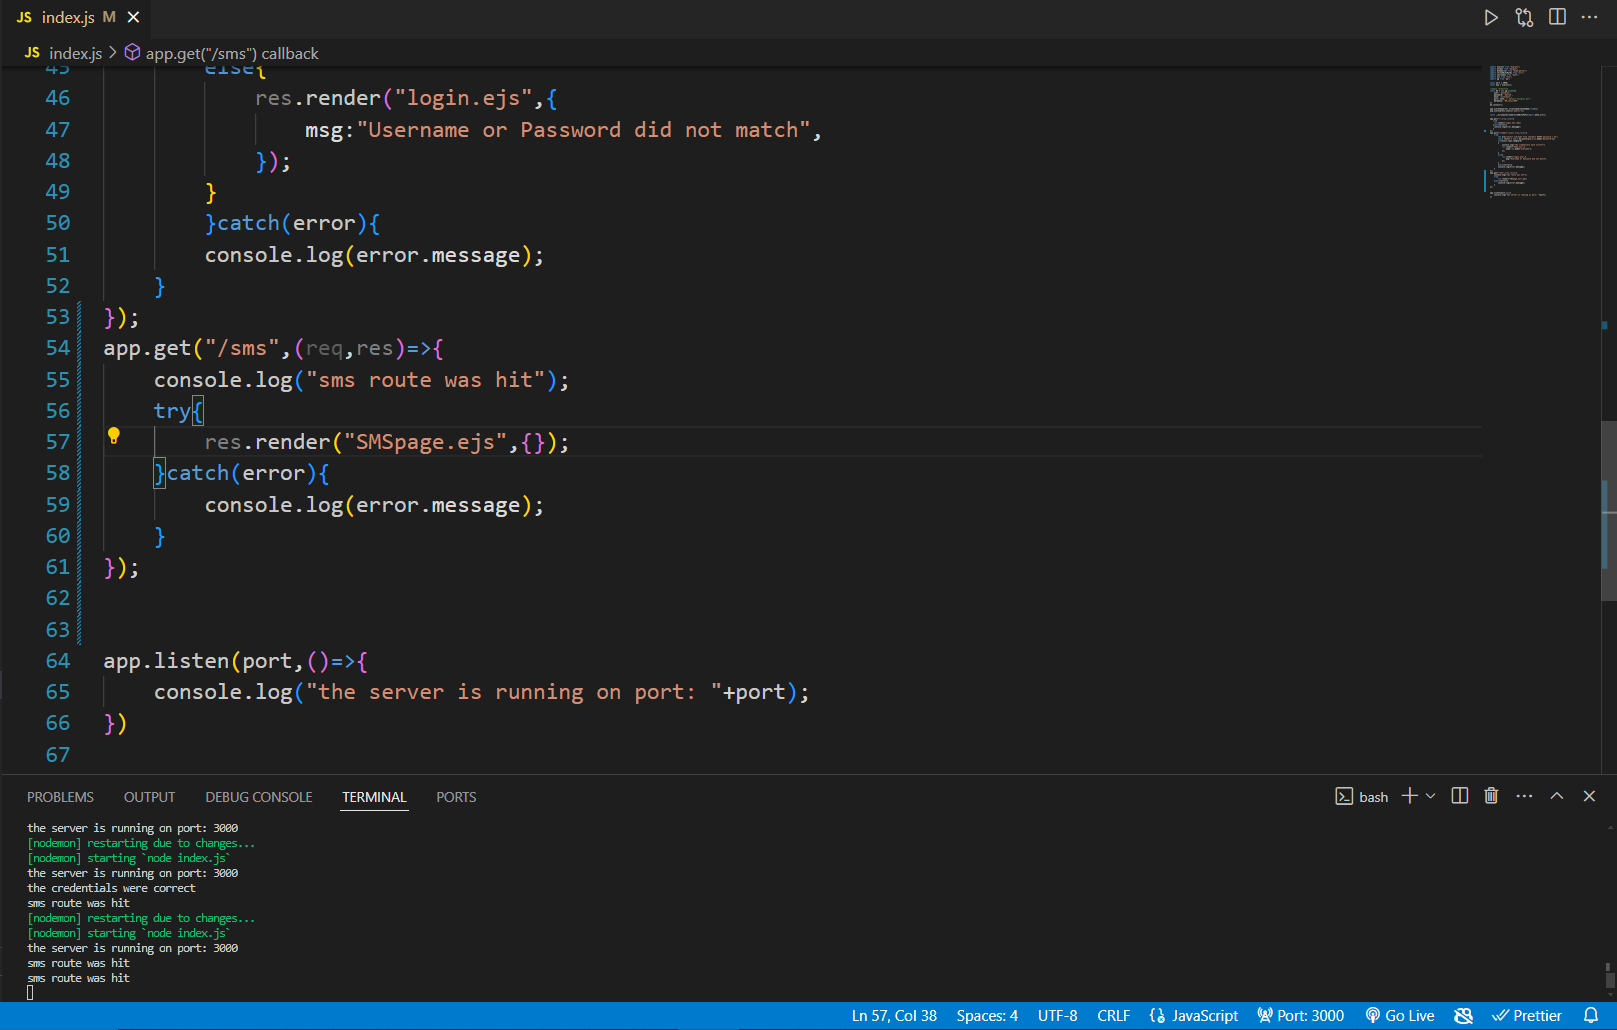 JS index.js M
JS index.js > app.get("/sms") callback
45 else{
46 res.render("login.ejs",{
47 msg:"Username or Password did not match",
48 });
49 }
50 }catch(error){
51 console.log(error.message);
52 }
53 });
54 app.get("/sms",(req,res)=>{
55 console.log("sms route was hit");
56 try{
57 res.render("SMSpage.ejs",{});
58 }catch(error){
59 console.log(error.message);
60 }
61 });
62
63
64 app.listen(port,()=>{
65 console.log("the server is running on port: "+port);
66 })
67
PROBLEMS OUTPUT DEBUG CONSOLE TERMINAL PORTS bash
the server is running on port: 3000
[nodemon] restarting due to changes...
[nodemon] starting `node index.js`
the server is running on port: 3000
the credentials were correct
sms route was hit
[nodemon] restarting due to changes...
[nodemon] starting `node index.js`
the server is running on port: 3000
sms route was hit
sms route was hit
Ln 57, Col 38 Spaces: 4 UTF-8 CRLF JavaScript Port: 3000 Go Live Prettier